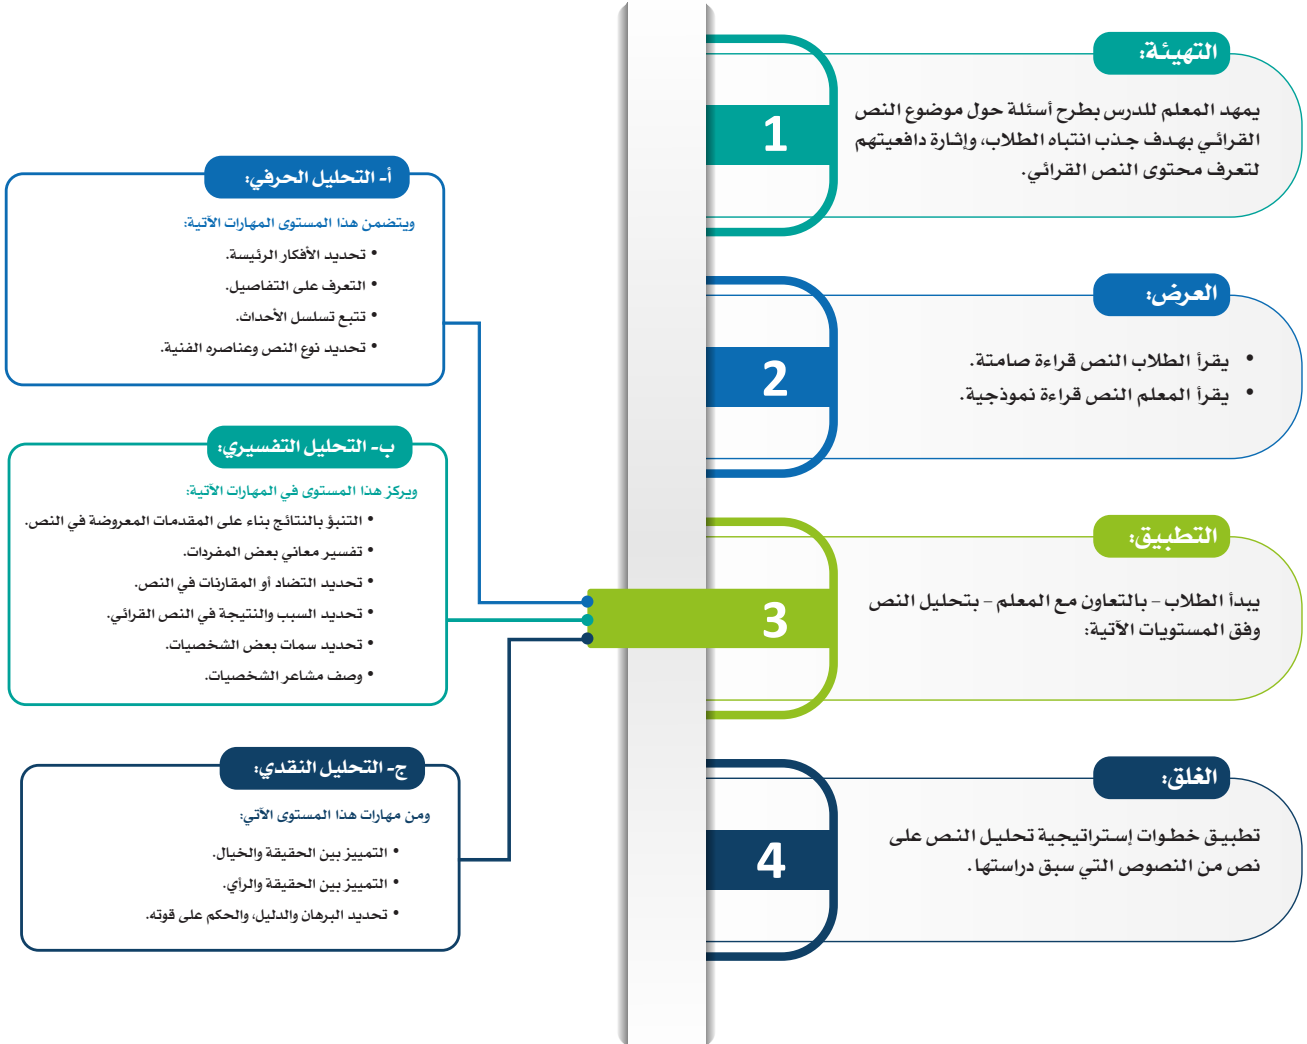 التهيئة:
1
يمهد المعلم للدرس بطرح أسئلة حول موضوع النص
القرائي بهدف جذب انتباه الطلاب، وإثارة دافعيتهم
لتعرف محتوى النص القرائي.
العرض:
2
• يقرأ الطلاب النص قراءة صامتة.
• يقرأ المعلم النص قراءة نموذجية.
التطبيق:
3
يبدأ الطلاب – بالتعاون مع المعلم – بتحليل النص
وفق المستويات الآتية:
أ- التحليل الحرفي:
ويتضمن هذا المستوى المهارات الآتية:
• تحديد الأفكار الرئيسة.
• التعرف على التفاصيل.
• تتبع تسلسل الأحداث.
• تحديد نوع النص وعناصره الفنية.
ب- التحليل التفسيري:
ويركز هذا المستوى في المهارات الآتية:
• التنبؤ بالنتائج بناء على المقدمات المعروضة في النص.
• تفسير معاني بعض المفردات.
• تحديد التضاد أو المقارنات في النص.
• تحديد السبب والنتيجة في النص القرائي.
• تحديد سمات بعض الشخصيات.
• وصف مشاعر الشخصيات.
ج- التحليل النقدي:
ومن مهارات هذا المستوى الآتي:
• التمييز بين الحقيقة والخيال.
• التمييز بين الحقيقة والرأي.
• تحديد البرهان والدليل، والحكم على قوته.
الغلق:
4
تطبيق خطوات إستراتيجية تحليل النص على
نص من النصوص التي سبق دراستها.